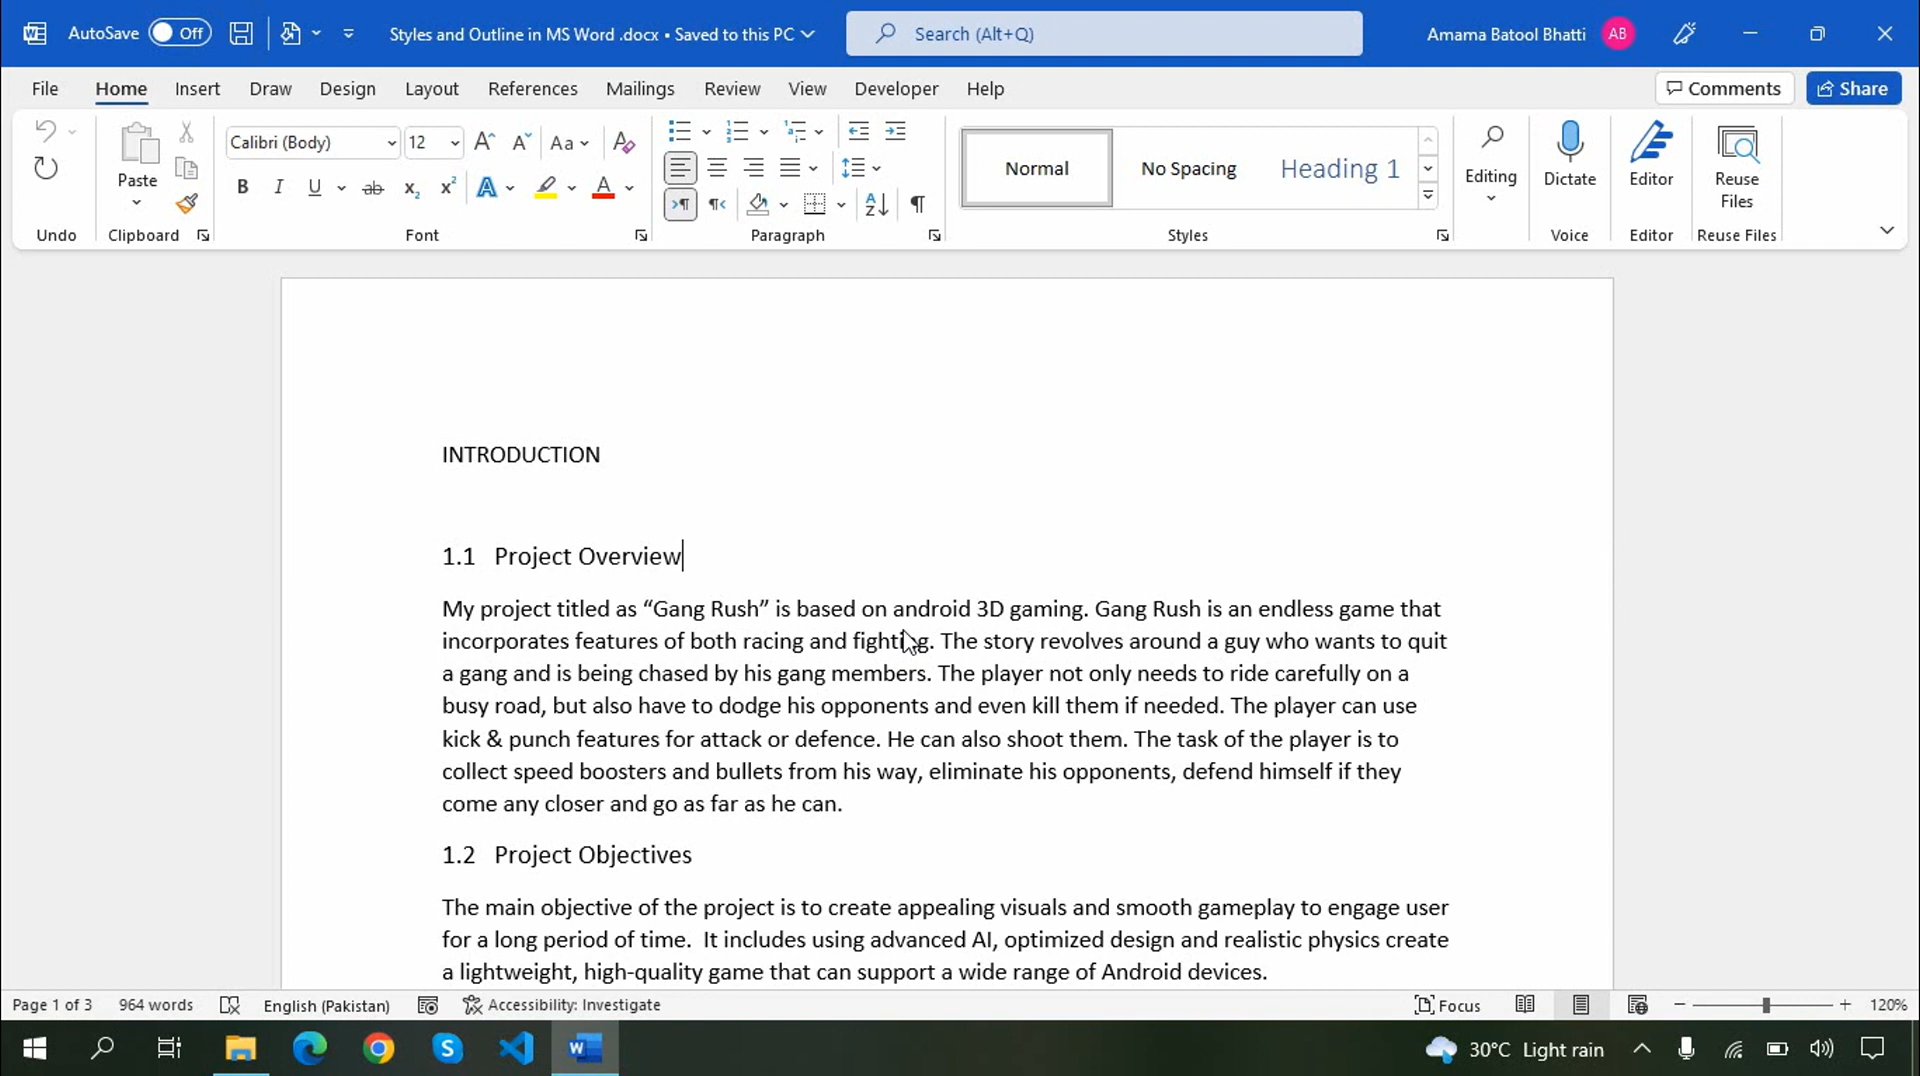 AutoSave Off Styles and Outline in MS Word .docx • Saved to this PC Search (Alt+Q) Amama Batool Bhatti AB
File Home Insert Draw Design Layout References Mailings Review View Developer Help Comments Share
Calibri (Body) 12 Aa
Paste Normal No Spacing Heading 1 Editing Dictate Editor Reuse Files
B I U ab x₂ x² A A
Undo Clipboard Font Paragraph Styles Voice Editor Reuse Files
INTRODUCTION
1.1 Project Overview
My project titled as “Gang Rush” is based on android 3D gaming. Gang Rush is an endless game that
incorporates features of both racing and fighting. The story revolves around a guy who wants to quit
a gang and is being chased by his gang members. The player not only needs to ride carefully on a
busy road, but also have to dodge his opponents and even kill them if needed. The player can use
kick & punch features for attack or defence. He can also shoot them. The task of the player is to
collect speed boosters and bullets from his way, eliminate his opponents, defend himself if they
come any closer and go as far as he can.
1.2 Project Objectives
The main objective of the project is to create appealing visuals and smooth gameplay to engage user
for a long period of time.  It includes using advanced AI, optimized design and realistic physics create
a lightweight, high-quality game that can support a wide range of Android devices.
Page 1 of 3 964 words English (Pakistan) Accessibility: Investigate Focus 120%
30°C Light rain